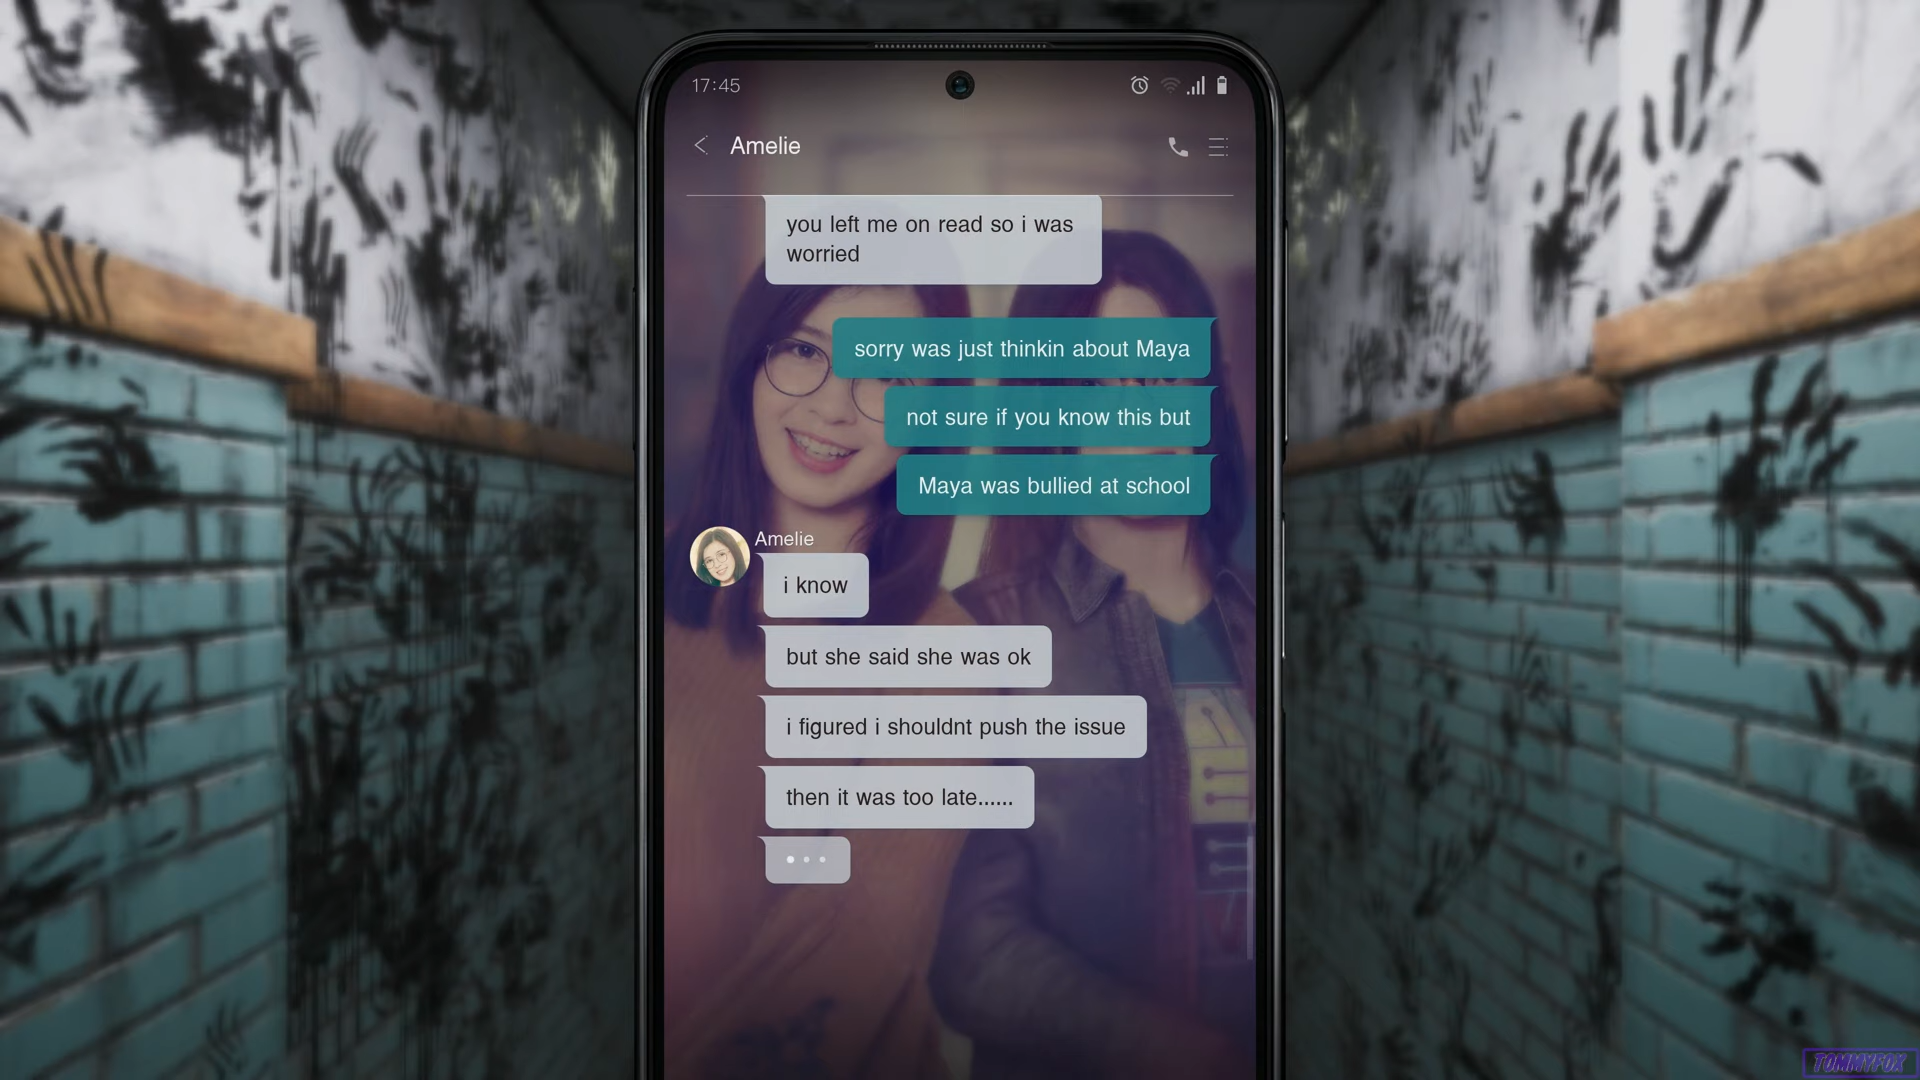 17:45
Amelie
you left me on read so i was
worried
sorry was just thinkin about Maya
not sure if you know this but
Maya was bullied at school
Amelie
i know
but she said she was ok
i figured i shouldnt push the issue
then it was too late......
TOMMYFOX